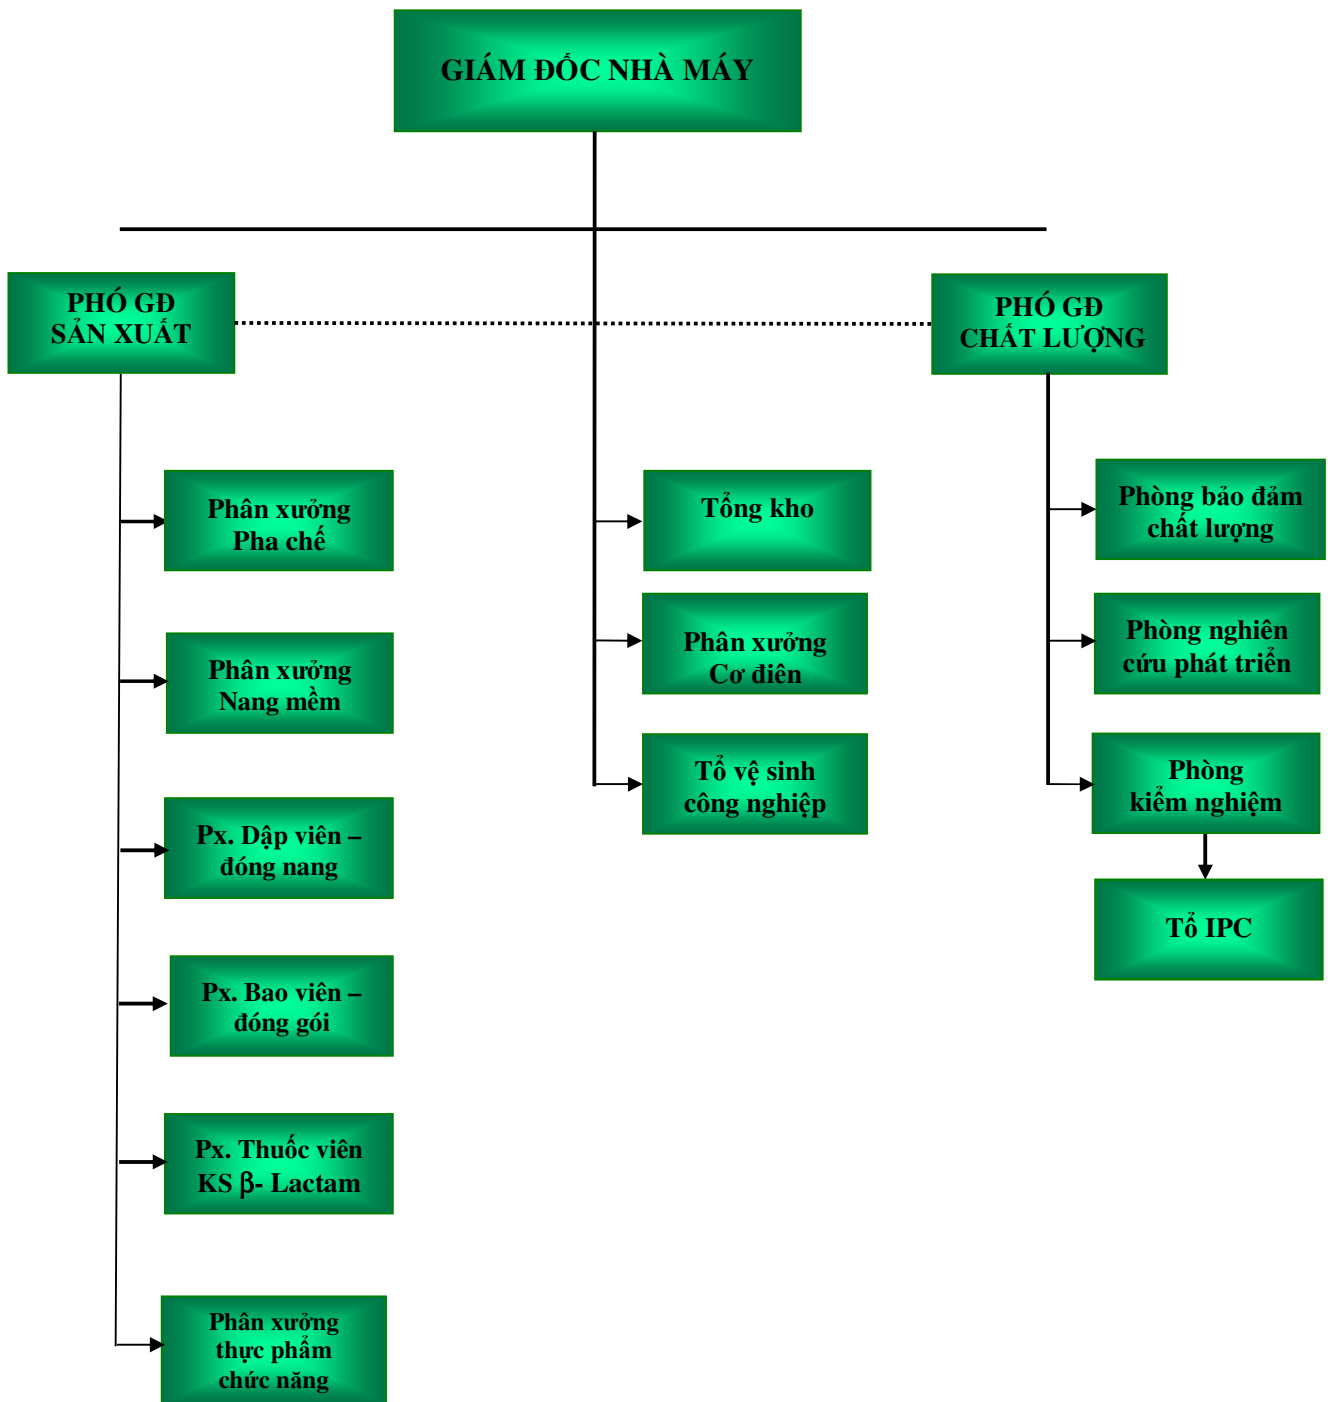 GIÁM ĐỐC NHÀ MÁY
PHÓ GĐ
SẢN XUẤT
PHÓ GĐ
CHẤT LƯỢNG
Phân xưởng
Pha chế
Phân xưởng
Nang mềm
Px. Dập viên –
đóng nang
Px. Bao viên –
đóng gói
Px. Thuốc viên
KS β- Lactam
Phân xưởng
thực phẩm
chức năng
Tổng kho
Phân xưởng
Cơ điên
Tổ vệ sinh
công nghiệp
Phòng bảo đảm
chất lượng
Phòng nghiên
cứu phát triển
Phòng
kiểm nghiệm
Tổ IPC